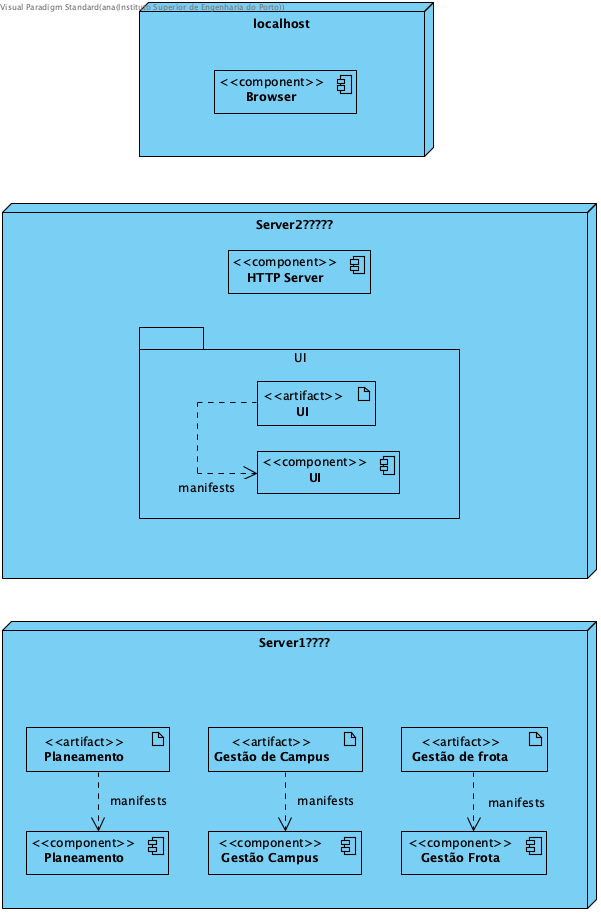 Visual Paradigm Standard(ana(Instituto Superior de Engenharia do Porto))
localhost
<<component>>
Browser
Server2?????
<<component>>
HTTP Server
UI
<<artifact>>
UI
<<component>>
UI
manifests
Server1????
<<artifact>> <<artifact>> <<artifact>>
Planeamento Gestão de Campus Gestão de frota
manifests manifests manifests
<<component>> <<component>> <<component>>
Planeamento Gestão Campus Gestão Frota